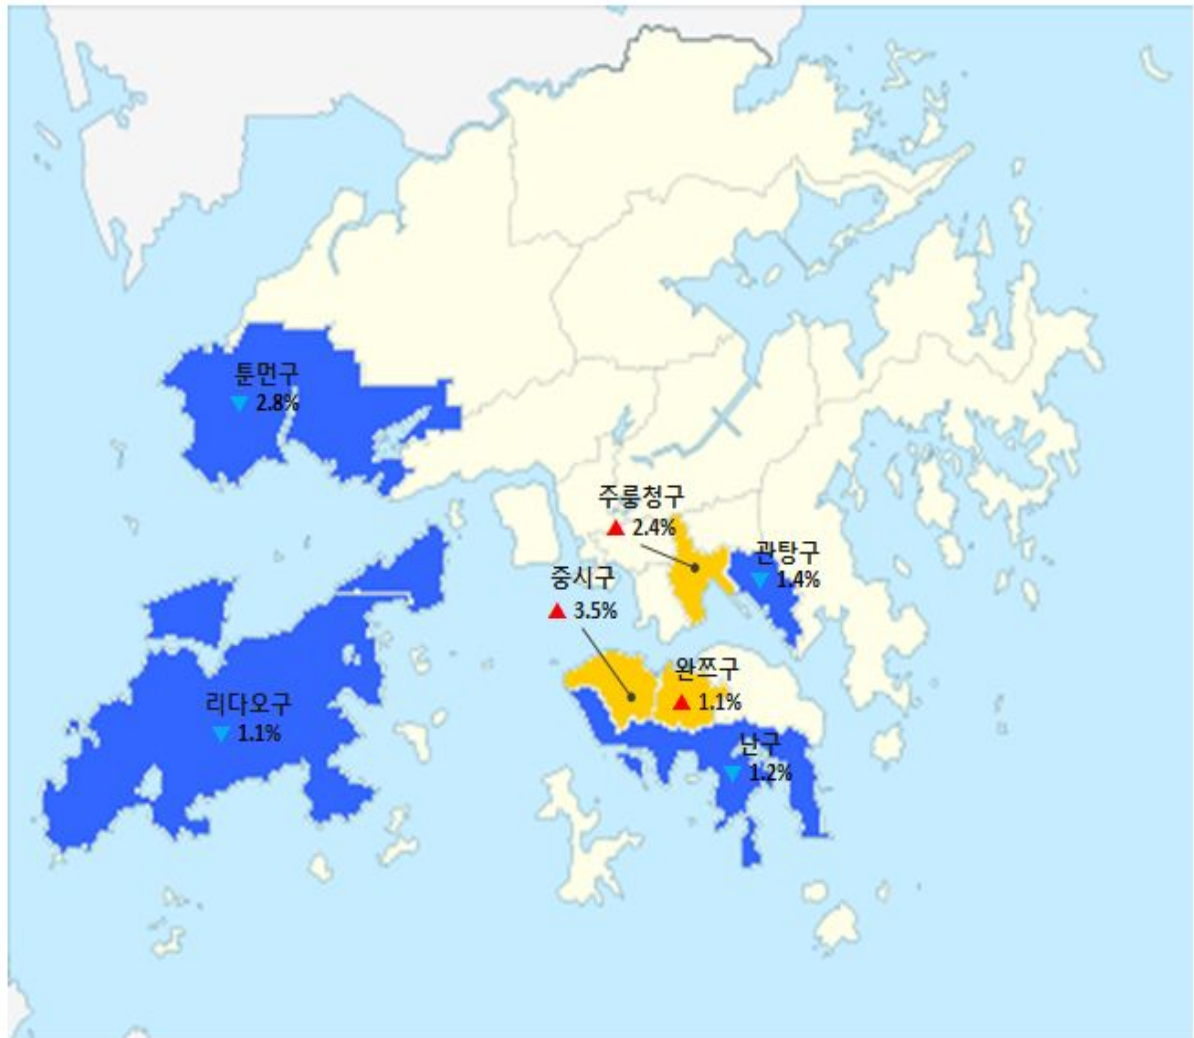 툰먼구
▼ 2.8%
주룽청구
▲ 2.4%
관탕구
▼ 1.4%
중시구
▲ 3.5%
완쯔구
▲ 1.1%
리다오구
▼ 1.1%
난구
▼ 1.2%